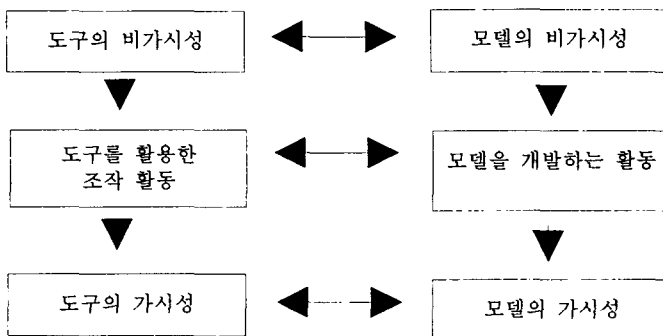 도구의 비가시성
모델의 비가시성
도구를 활용한
조작 활동
모델을 개발하는 활동
도구의 가시성
모델의 가시성